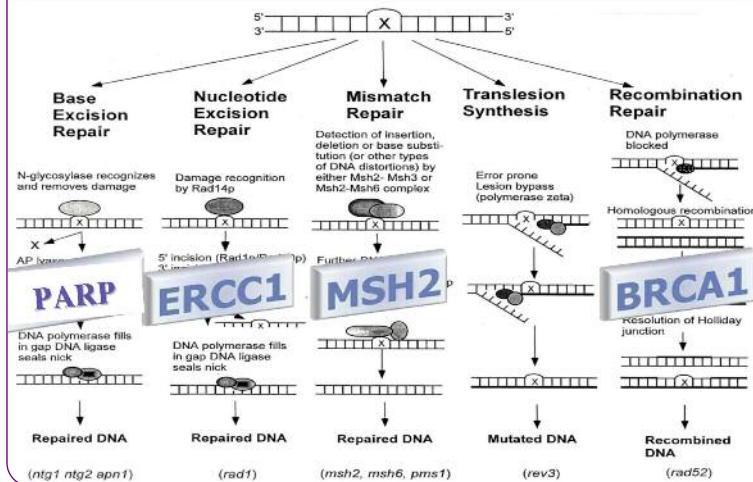 5' 3'
3' X 5'
Base
Excision
Repair
N-glycosylase recognizes
and removes damage
X
X
AP lyase
PARP
DNA polymerase fills
in gap DNA ligase
seals nick
Repaired DNA
(ntg1 ntg2 apn1)
Nucleotide
Excision
Repair
Damage recognition
by Rad14p
X
5' incision
ERCC1
X
DNA polymerase fills
in gap DNA ligase
seals nick
Repaired DNA
(rad1)
Mismatch
Repair
Detection of insertion,
deletion or base substi-
tution (or other types
of DNA distortions) by
either Msh2- Msh3 or
Msh2-Msh6 complex
X
Further
MSH2
X
Repaired DNA
(msh2, msh6, pms1)
Translesion
Synthesis
Error prone
Lesion bypass
(polymerase zeta)
X
X
X
Mutated DNA
(rev3)
Recombination
Repair
DNA polymerase
blocked
X
Homologous recombination
X
BRCA1
Resolution of Holliday
junction
X
Recombined
DNA
(rad52)